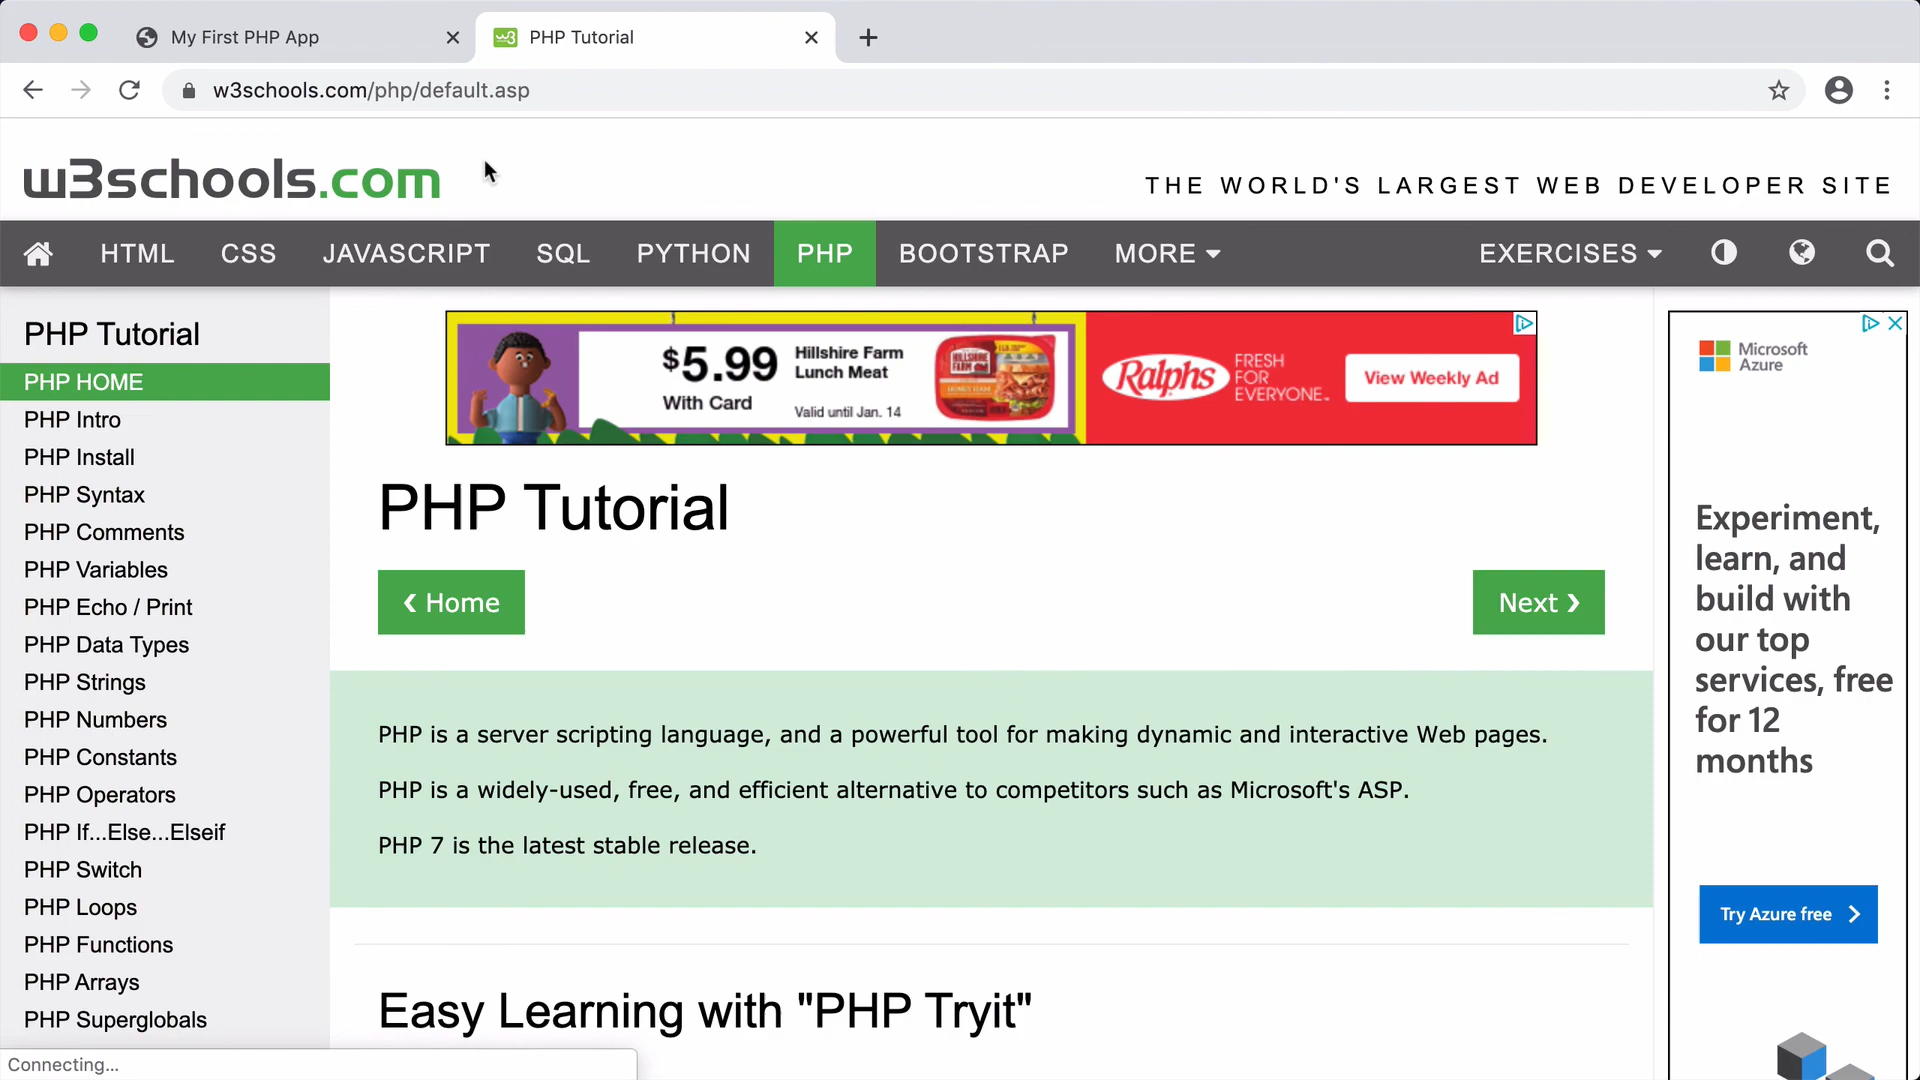 My First PHP App
PHP Tutorial
w3schools.com/php/default.asp
w3schools.com
THE WORLD'S LARGEST WEB DEVELOPER SITE
HTML CSS JAVASCRIPT SQL PYTHON PHP BOOTSTRAP MORE EXERCISES
PHP Tutorial
PHP HOME
PHP Intro
PHP Install
PHP Syntax
PHP Comments
PHP Variables
PHP Echo / Print
PHP Data Types
PHP Strings
PHP Numbers
PHP Constants
PHP Operators
PHP If...Else...Elseif
PHP Switch
PHP Loops
PHP Functions
PHP Arrays
PHP Superglobals
Connecting...
$5.99
With Card
Hillshire Farm
Lunch Meat
Valid until Jan. 14
HILLSHIRE
FARM
Ralphs
FRESH
FOR
EVERYONE.
View Weekly Ad
PHP Tutorial
❮ Home
Next ❯
PHP is a server scripting language, and a powerful tool for making dynamic and interactive Web pages.
PHP is a widely-used, free, and efficient alternative to competitors such as Microsoft's ASP.
PHP 7 is the latest stable release.
Easy Learning with "PHP Tryit"
Microsoft
Azure
Experiment,
learn, and
build with
our top
services, free
for 12
months
Try Azure free